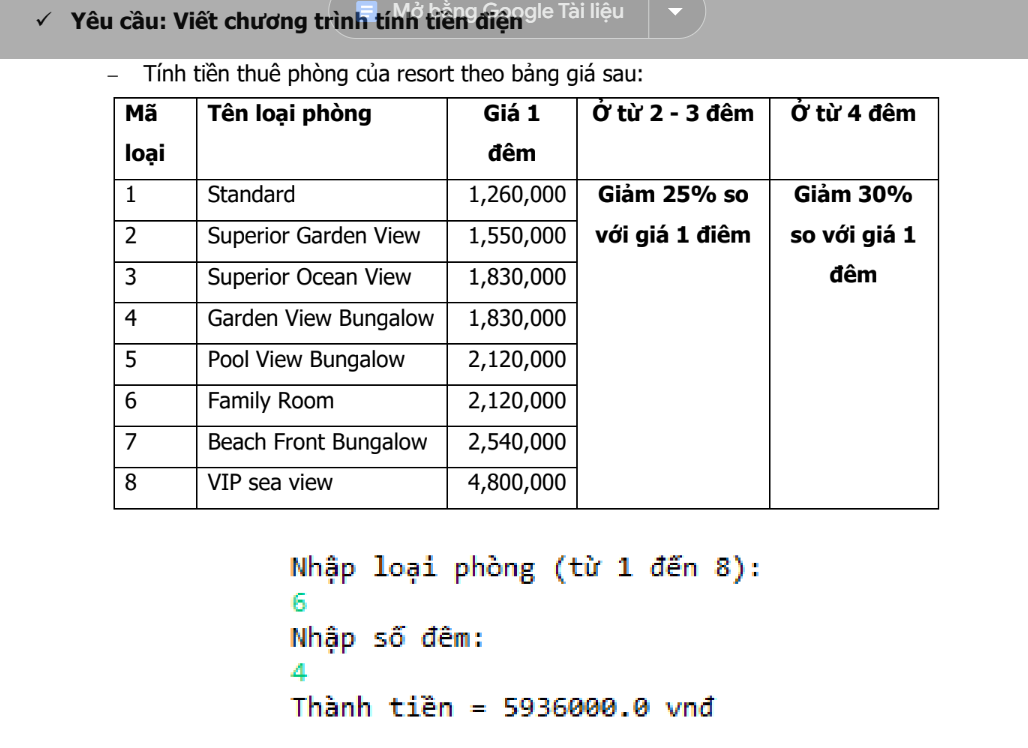 ✓ Yêu cầu: Viết chương trình tính tiền điện
Mở bằng Google Tài liệu
– Tính tiền thuê phòng của resort theo bảng giá sau:
Mã loại | Tên loại phòng | Giá 1 đêm | Ở từ 2 - 3 đêm | Ở từ 4 đêm
1 | Standard | 1,260,000 | Giảm 25% so với giá 1 điêm | Giảm 30% so với giá 1 đêm
2 | Superior Garden View | 1,550,000
3 | Superior Ocean View | 1,830,000
4 | Garden View Bungalow | 1,830,000
5 | Pool View Bungalow | 2,120,000
6 | Family Room | 2,120,000
7 | Beach Front Bungalow | 2,540,000
8 | VIP sea view | 4,800,000
Nhập loại phòng (từ 1 đến 8):
6
Nhập số đêm:
4
Thành tiền = 5936000.0 vnđ